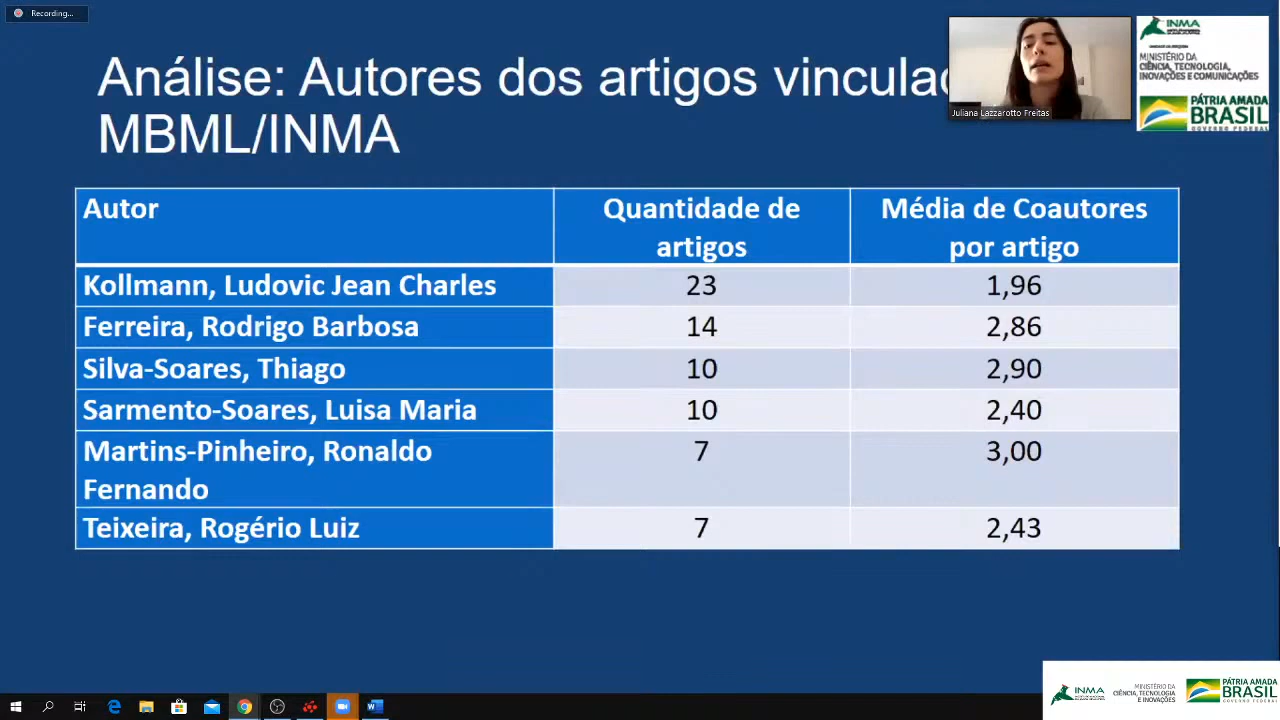 Recording...
Análise: Autores dos artigos
MBML/INMA
Juliana Lazzarotto Freitas
INMA
MINISTÉRIO DA
CIÊNCIA, TECNOLOGIA,
INOVAÇÕES E COMUNICAÇÕES
PÁTRIA AMADA
BRASIL
GOVERNO FEDERAL
Autor
Quantidade de
artigos
Média de Coautores
por artigo
Kollmann, Ludovic Jean Charles 23 1,96
Ferreira, Rodrigo Barbosa 14 2,86
Silva-Soares, Thiago 10 2,90
Sarmento-Soares, Luisa Maria 10 2,40
Martins-Pinheiro, Ronaldo
Fernando 7 3,00
Teixeira, Rogério Luiz 7 2,43
INMA
MINISTÉRIO DA
CIÊNCIA, TECNOLOGIA
E INOVAÇÕES
PÁTRIA AMADA
BRASIL
GOVERNO FEDERAL